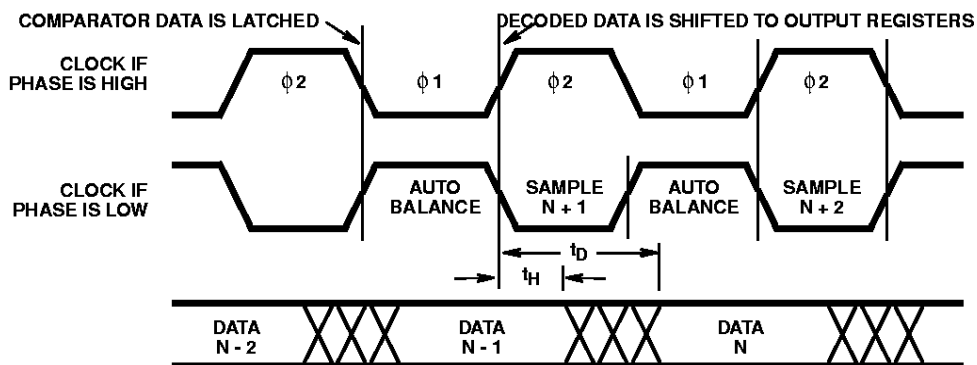 COMPARATOR DATA IS LATCHED
DECODED DATA IS SHIFTED TO OUTPUT REGISTERS
CLOCK IF
PHASE IS HIGH
ϕ2
ϕ1
ϕ2
ϕ1
ϕ2
CLOCK IF
PHASE IS LOW
AUTO
BALANCE
SAMPLE
N + 1
AUTO
BALANCE
SAMPLE
N + 2
tD
tH
DATA
N - 2
DATA
N - 1
DATA
N